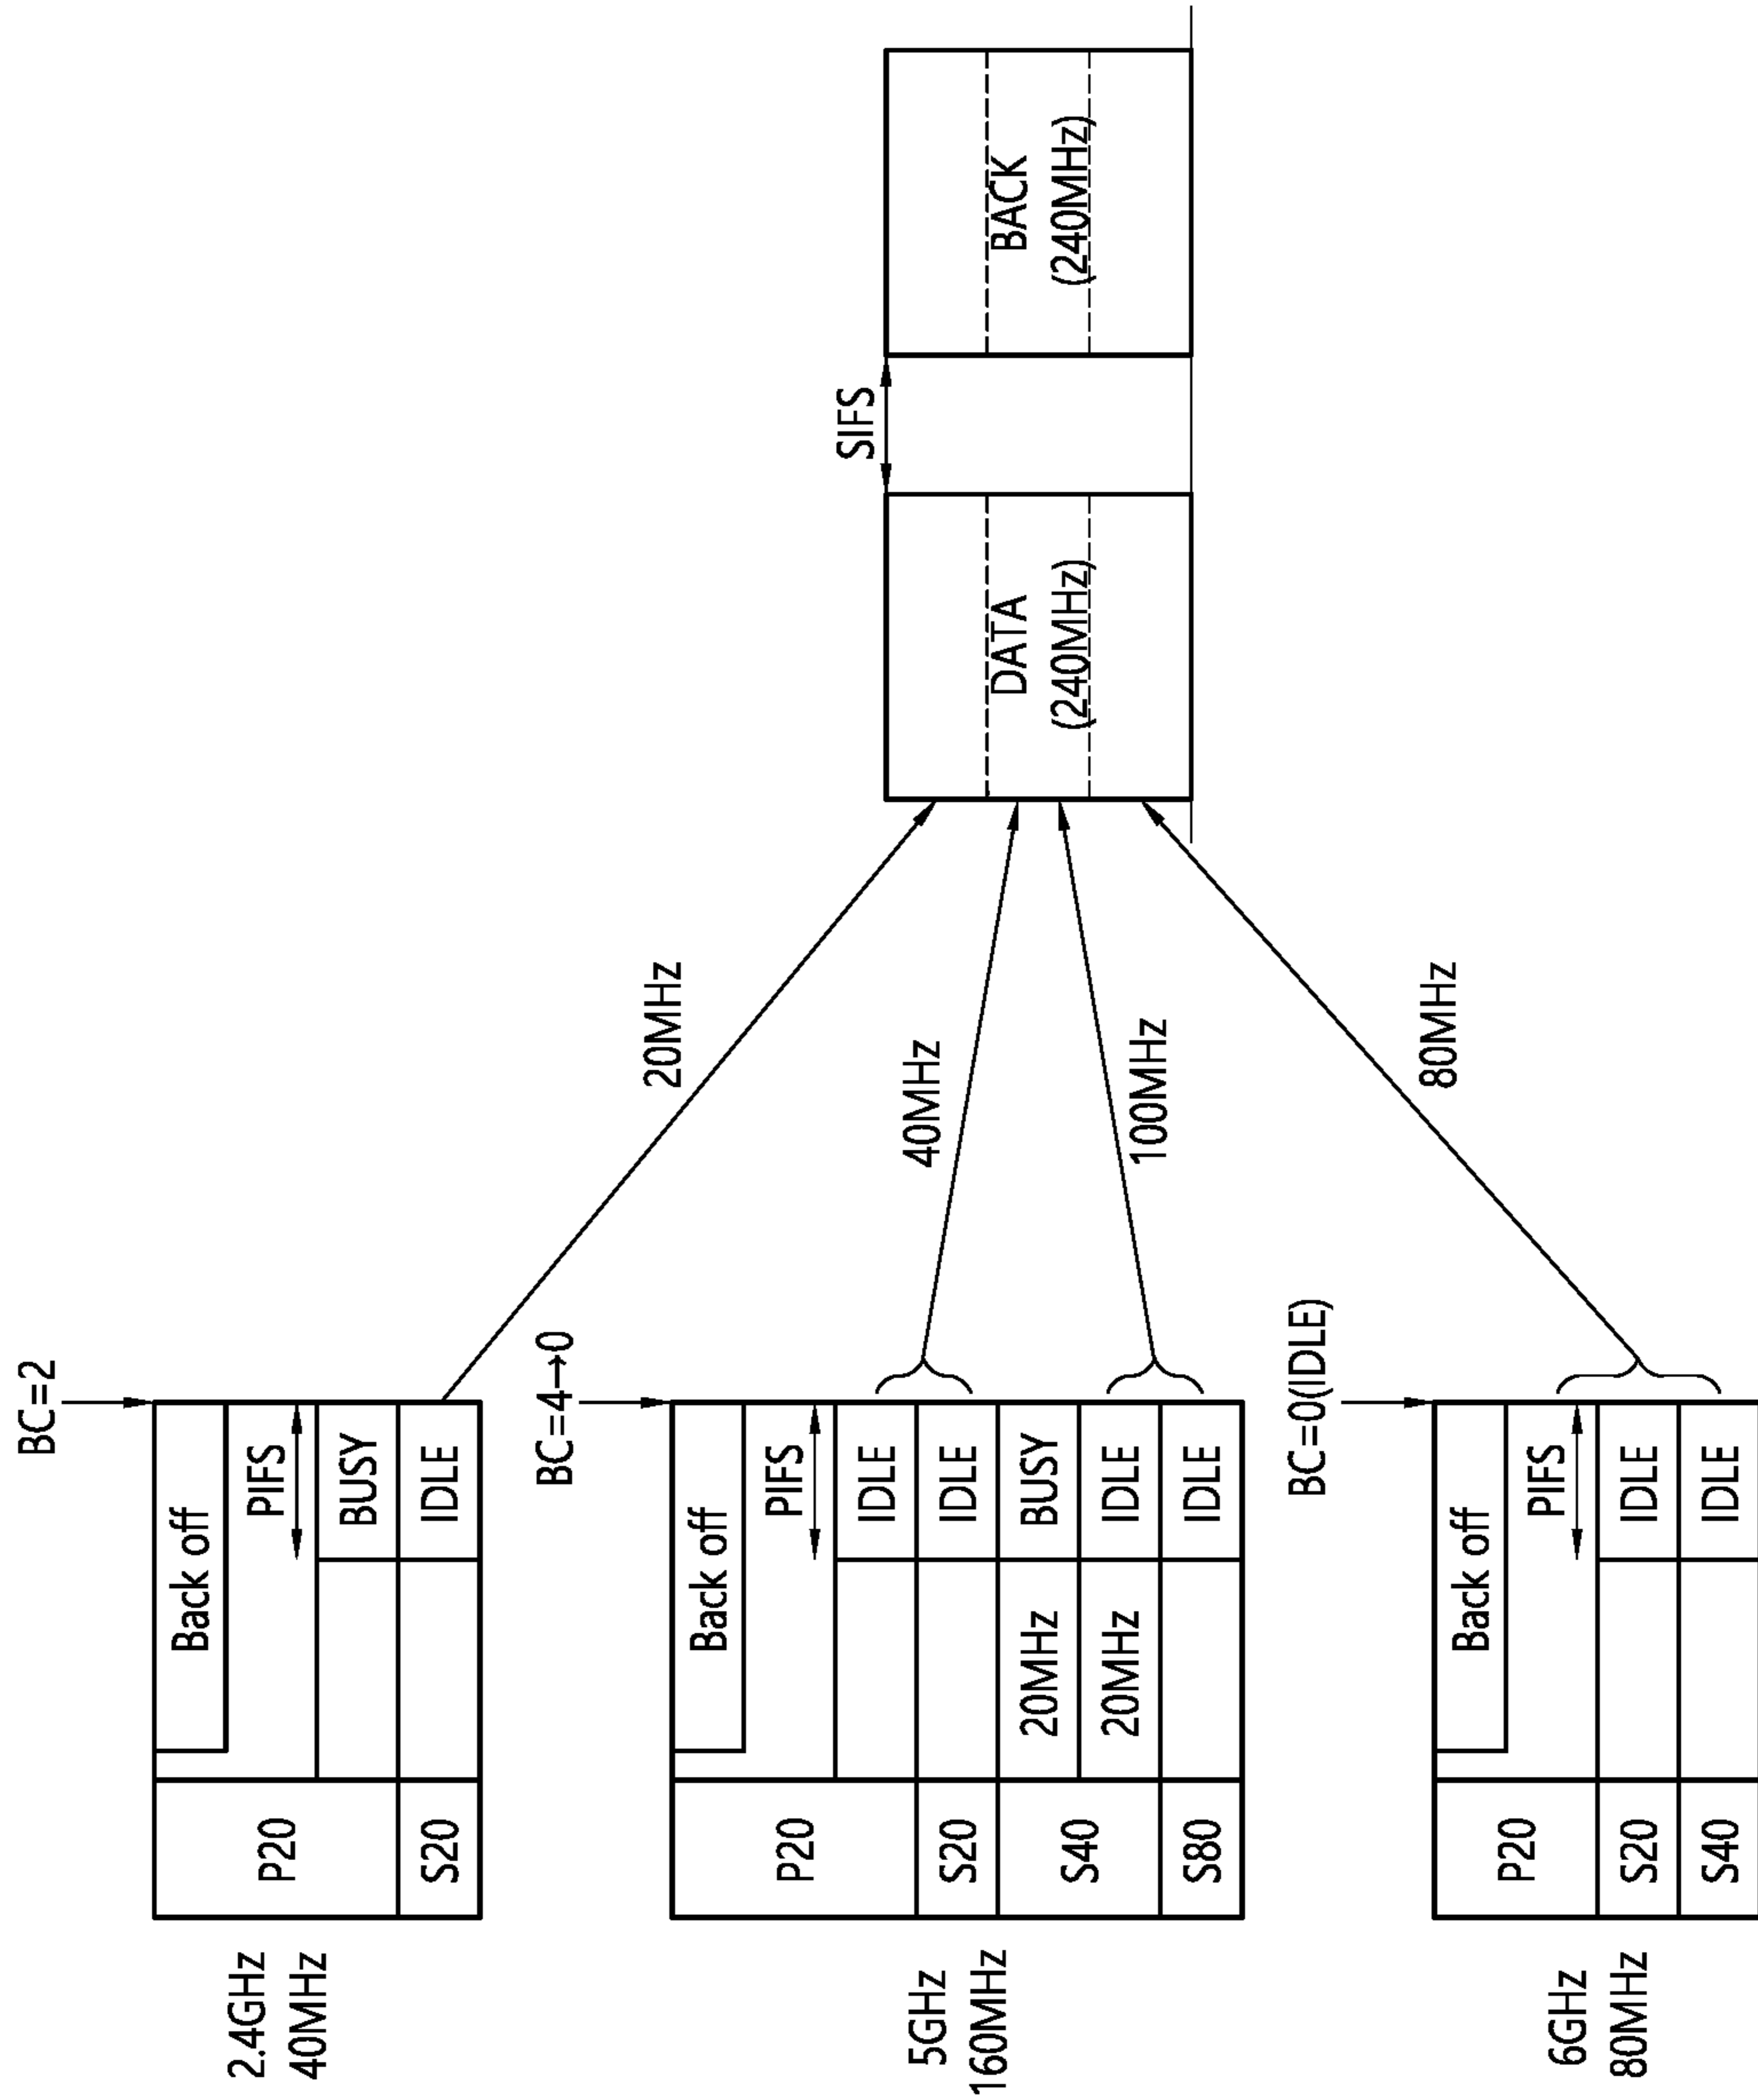 2.4GHz
40MHz
P20
S20
Back off
PIFS
BUSY
IDLE
BC=2
20MHz
5GHz
160MHz
P20
S20
S40
S80
Back off
PIFS
IDLE
IDLE
20MHz
BUSY
20MHz
IDLE
IDLE
BC=4→0
40MHz
100MHz
6GHz
80MHz
P20
S20
S40
Back off
PIFS
IDLE
IDLE
BC=0(IDLE)
80MHz
DATA
(240MHz)
SIFS
BACK
(240MHz)